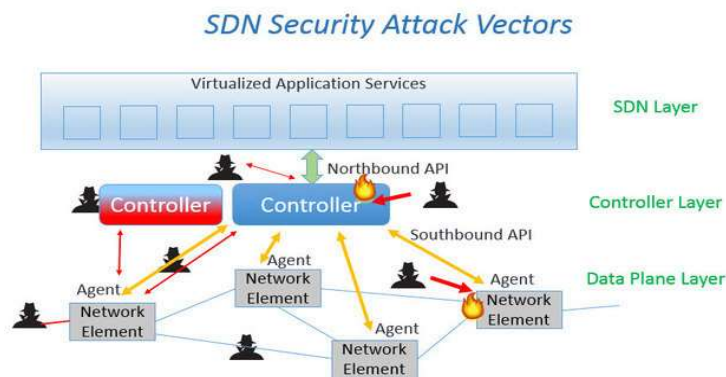 SDN Security Attack Vectors
Virtualized Application Services
SDN Layer
Northbound API
Controller
Controller
Controller Layer
Southbound API
Agent
Agent
Data Plane Layer
Agent
Network
Element
Network
Element
Network
Element
Agent
Network
Element